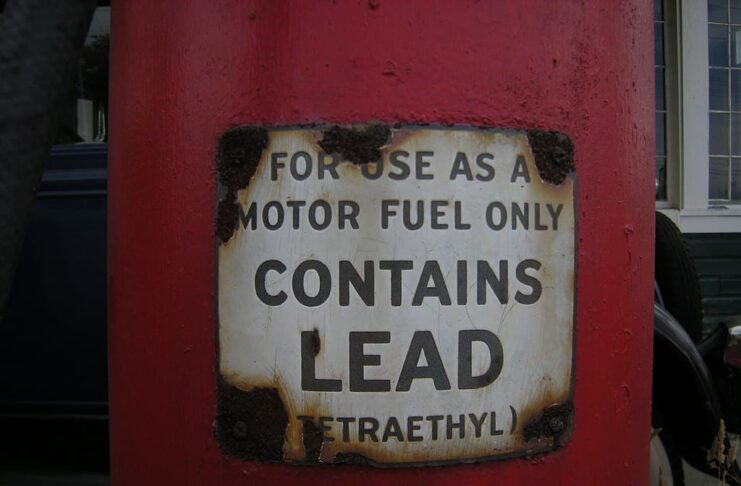 FOR USE AS A
MOTOR FUEL ONLY
CONTAINS
LEAD
(TETRAETHYL)